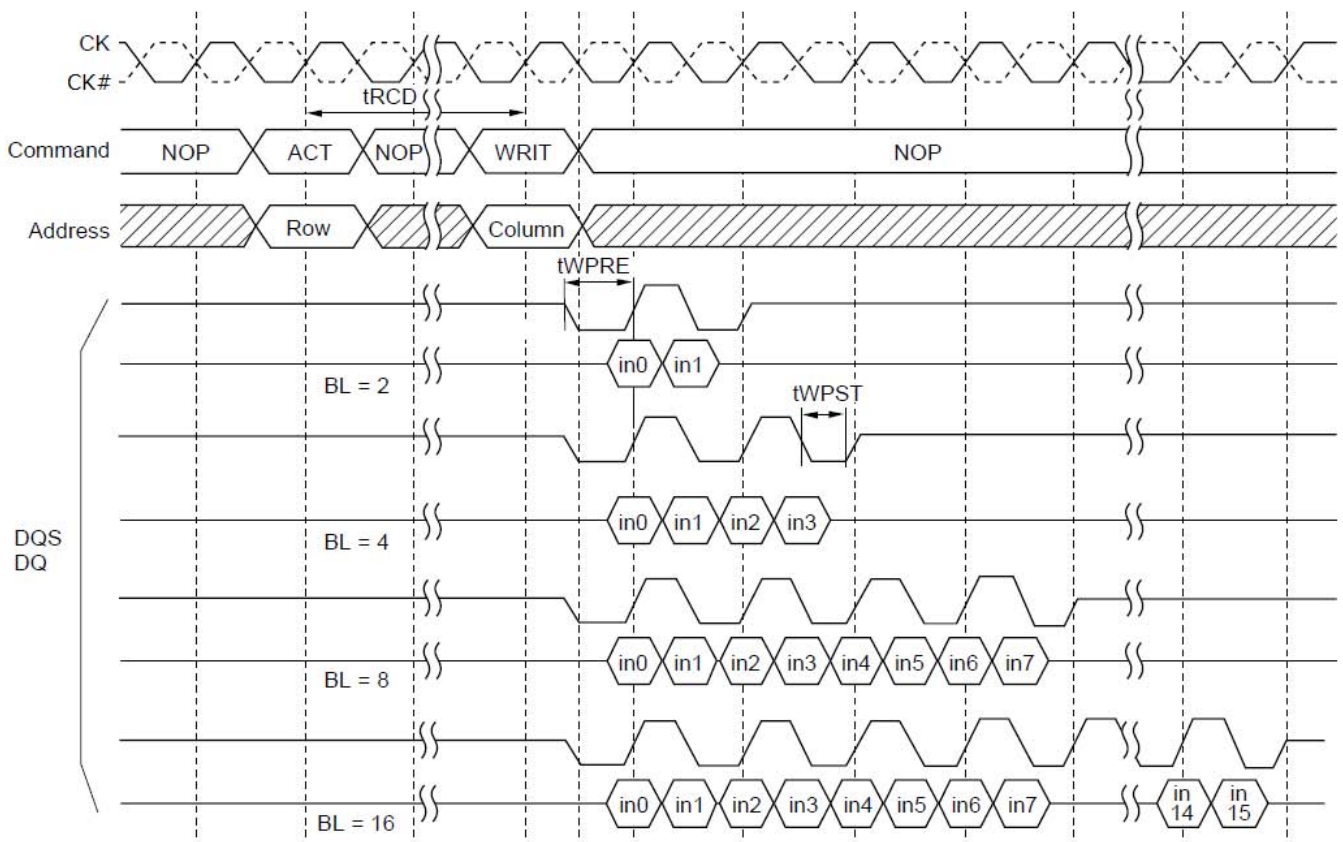 CK
CK#
tRCD
Command NOP ACT NOP WRIT NOP
Address Row Column
tWPRE
in0 in1
BL = 2
tWPST
in0 in1 in2 in3
BL = 4
DQS
DQ
in0 in1 in2 in3 in4 in5 in6 in7
BL = 8
in0 in1 in2 in3 in4 in5 in6 in7 in 14 in 15
BL = 16